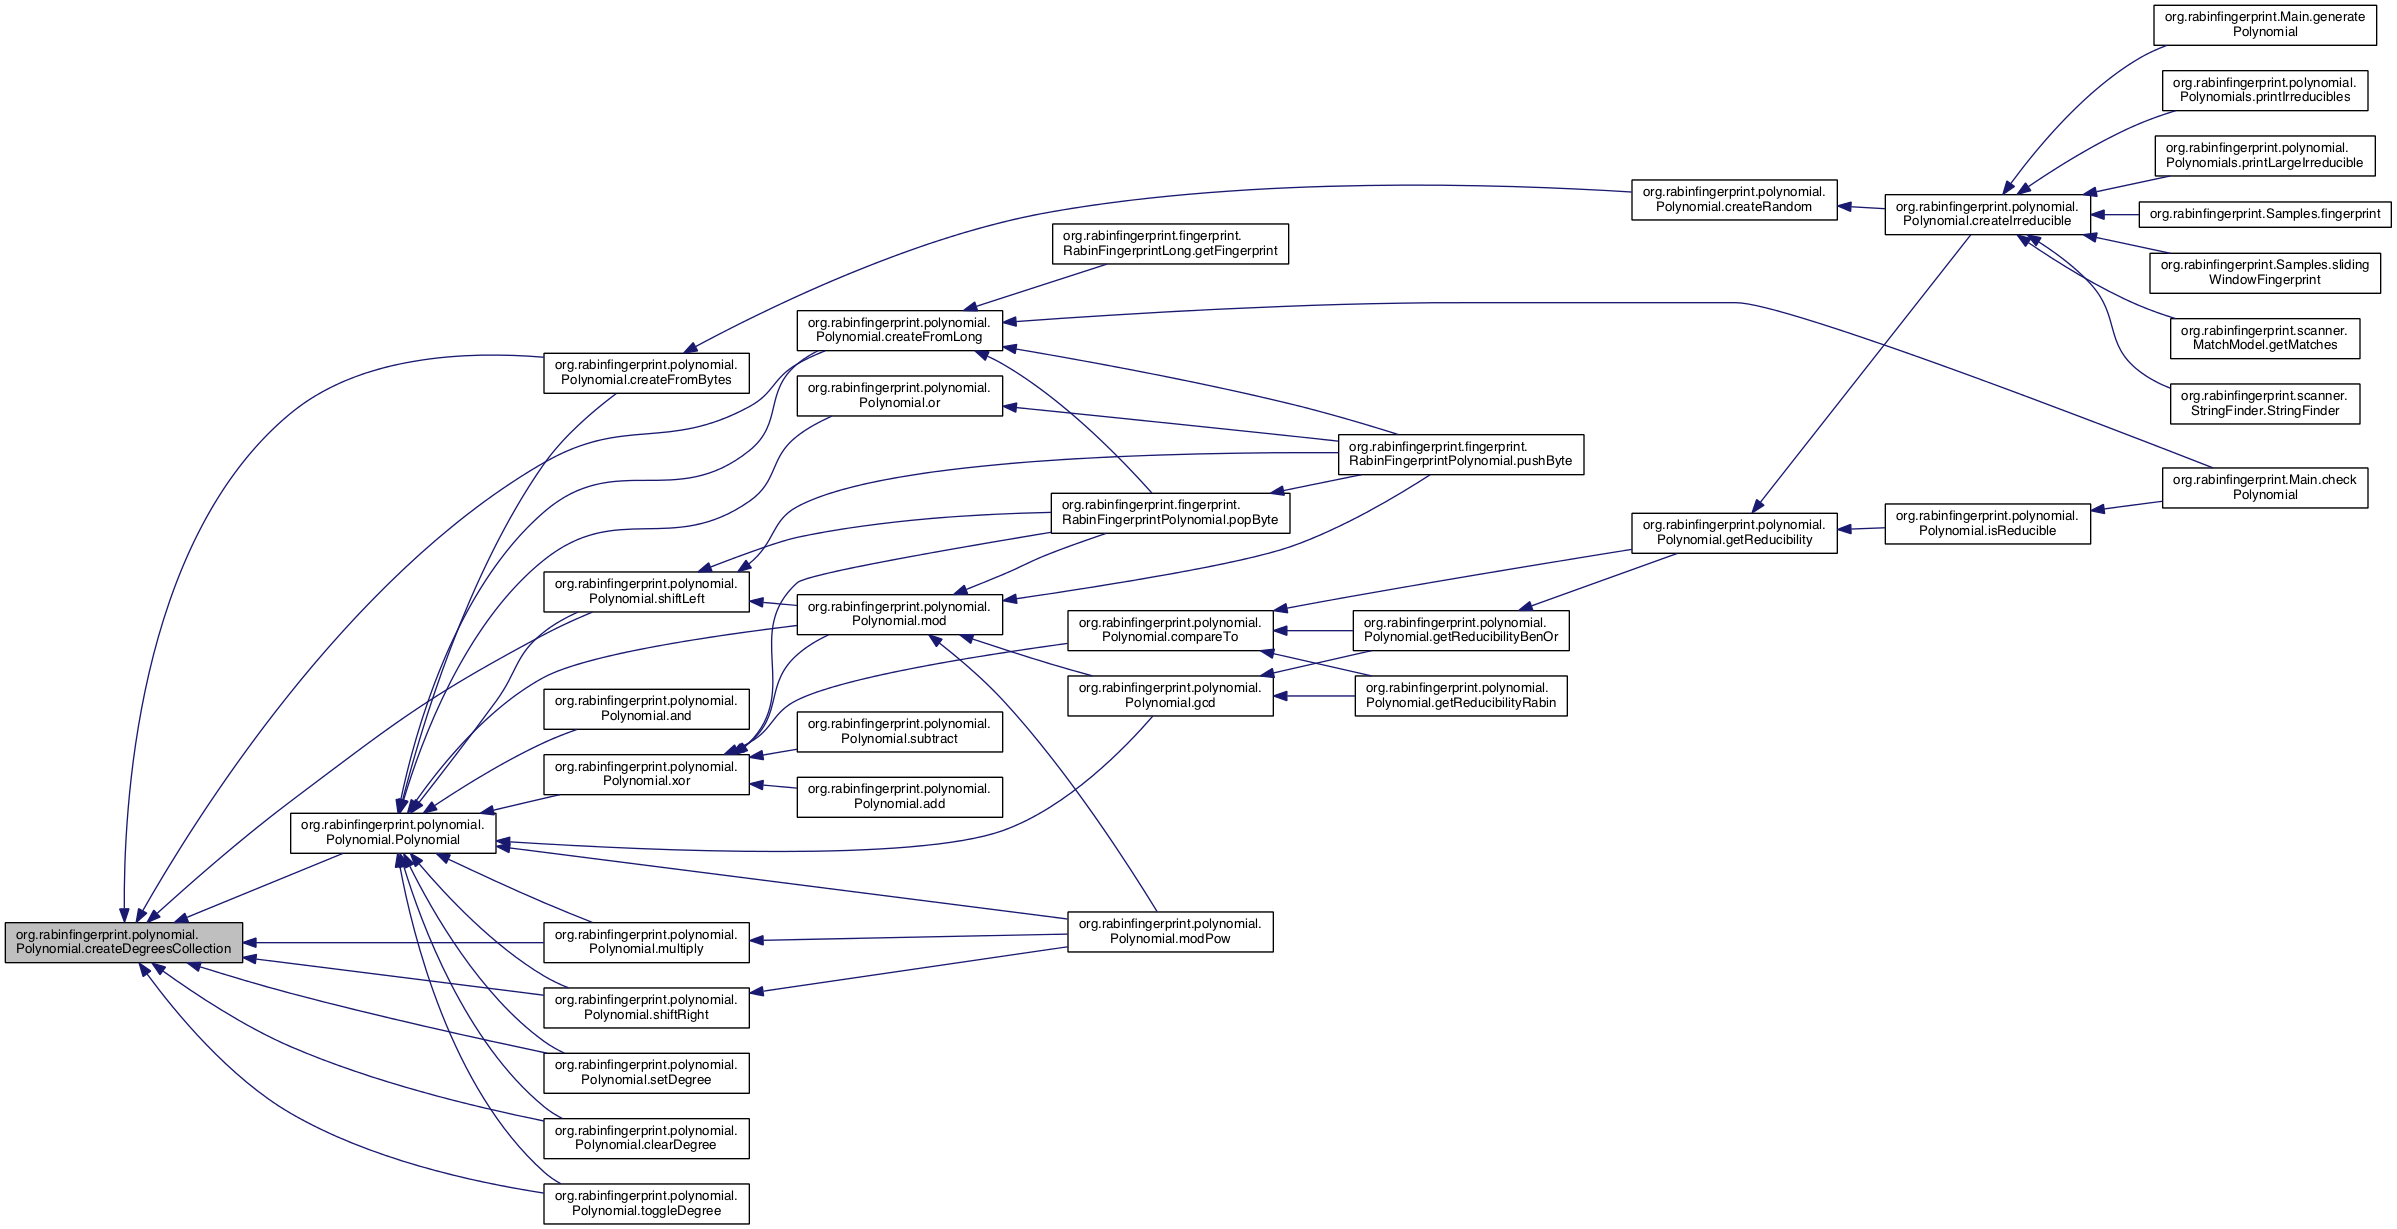 org.rabinfingerprint.Main.generate
Polynomial
org.rabinfingerprint.polynomial.
Polynomials.printIrreducibles
org.rabinfingerprint.polynomial.
Polynomials.printLargeIrreducible
org.rabinfingerprint.polynomial.
Polynomial.createRandom
org.rabinfingerprint.polynomial.
Polynomial.createIrreducible
org.rabinfingerprint.Samples.fingerprint
org.rabinfingerprint.fingerprint.
RabinFingerprintLong.getFingerprint
org.rabinfingerprint.Samples.sliding
WindowFingerprint
org.rabinfingerprint.polynomial.
Polynomial.createFromLong
org.rabinfingerprint.scanner.
MatchModel.getMatches
org.rabinfingerprint.polynomial.
Polynomial.createFromBytes
org.rabinfingerprint.polynomial.
Polynomial.or
org.rabinfingerprint.scanner.
StringFinder.StringFinder
org.rabinfingerprint.fingerprint.
RabinFingerprintPolynomial.pushByte
org.rabinfingerprint.Main.check
Polynomial
org.rabinfingerprint.fingerprint.
RabinFingerprintPolynomial.popByte
org.rabinfingerprint.polynomial.
Polynomial.getReducibility
org.rabinfingerprint.polynomial.
Polynomial.isReducible
org.rabinfingerprint.polynomial.
Polynomial.shiftLeft
org.rabinfingerprint.polynomial.
Polynomial.mod
org.rabinfingerprint.polynomial.
Polynomial.compareTo
org.rabinfingerprint.polynomial.
Polynomial.getReducibilityBenOr
org.rabinfingerprint.polynomial.
Polynomial.gcd
org.rabinfingerprint.polynomial.
Polynomial.getReducibilityRabin
org.rabinfingerprint.polynomial.
Polynomial.and
org.rabinfingerprint.polynomial.
Polynomial.subtract
org.rabinfingerprint.polynomial.
Polynomial.xor
org.rabinfingerprint.polynomial.
Polynomial.add
org.rabinfingerprint.polynomial.
Polynomial.Polynomial
org.rabinfingerprint.polynomial.
Polynomial.createDegreesCollection
org.rabinfingerprint.polynomial.
Polynomial.multiply
org.rabinfingerprint.polynomial.
Polynomial.modPow
org.rabinfingerprint.polynomial.
Polynomial.shiftRight
org.rabinfingerprint.polynomial.
Polynomial.setDegree
org.rabinfingerprint.polynomial.
Polynomial.clearDegree
org.rabinfingerprint.polynomial.
Polynomial.toggleDegree